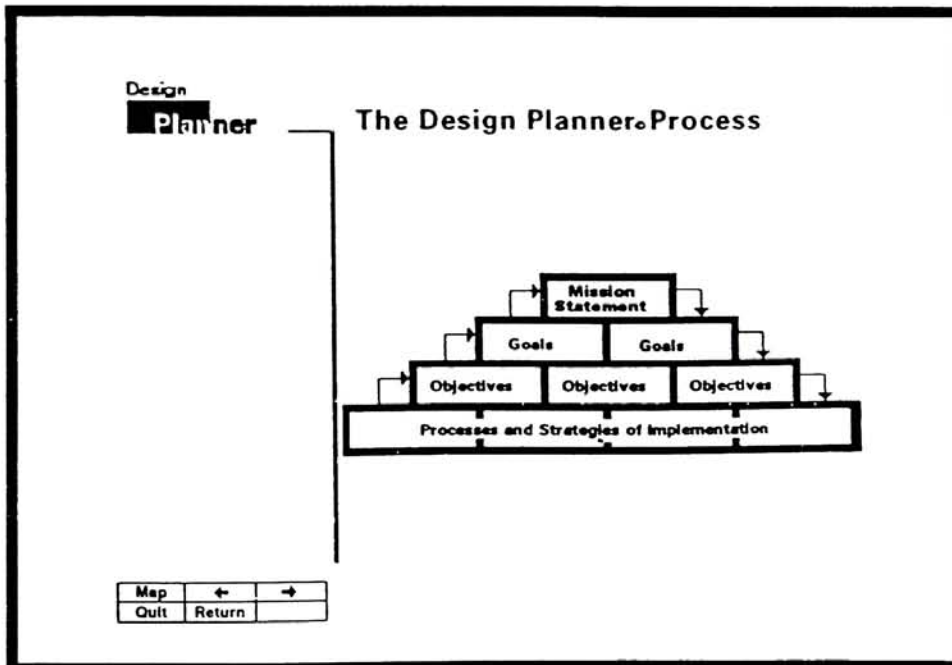 Design
Planner
The Design Planner© Process
Mission
Statement
Goals Goals
Objectives Objectives Objectives
Processes and Strategies of Implementation
Map ← →
Quit Return